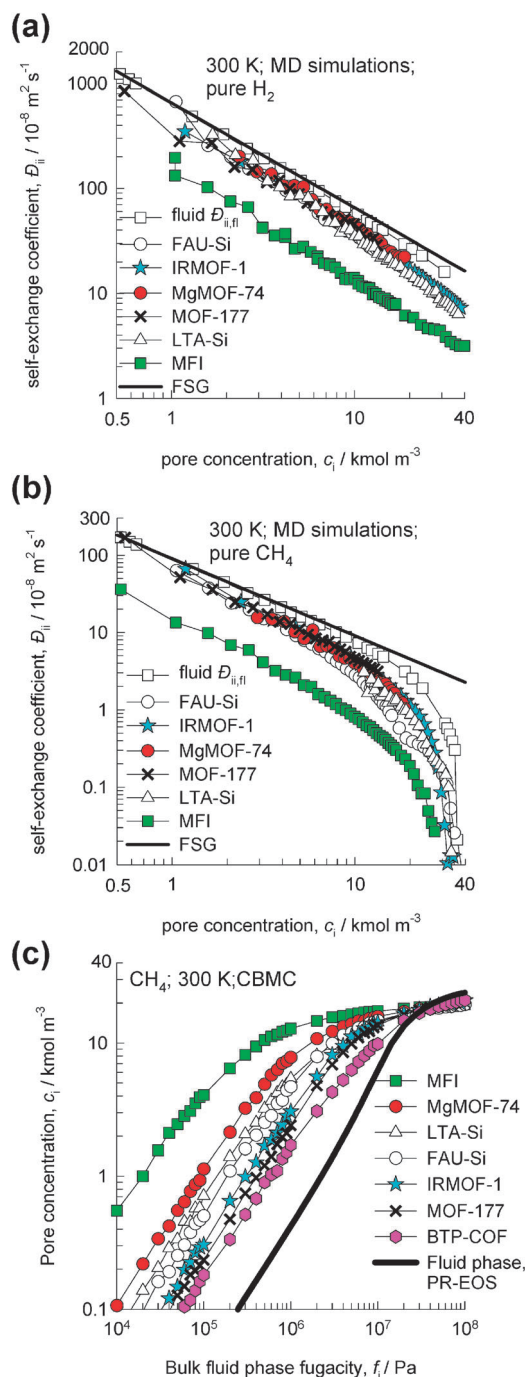 (a)
2000
1000
100
10
1
0.5
1
10
40
300 K; MD simulations;
pure H2
self-exchange coefficient, Đii / 10-8 m2 s-1
fluid Đii,fl
FAU-Si
IRMOF-1
MgMOF-74
MOF-177
LTA-Si
MFI
FSG
pore concentration, ci / kmol m-3
(b)
300
100
10
1
0.1
0.01
0.5
1
10
40
300 K; MD simulations;
pure CH4
self-exchange coefficient, Đii / 10-8 m2 s-1
fluid Đii,fl
FAU-Si
IRMOF-1
MgMOF-74
MOF-177
LTA-Si
MFI
FSG
pore concentration, ci / kmol m-3
(c)
40
10
1
0.1
CH4; 300 K;CBMC
Pore concentration, ci / kmol m-3
MFI
MgMOF-74
LTA-Si
FAU-Si
IRMOF-1
MOF-177
BTP-COF
Fluid phase,
PR-EOS
104
105
106
107
108
Bulk fluid phase fugacity, fi / Pa